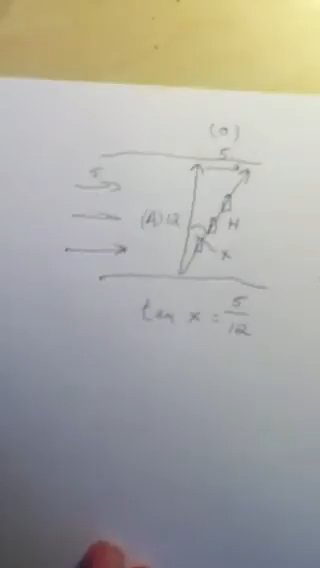 (O)
5
5
(A) 12
H
x
tan x = 5/12